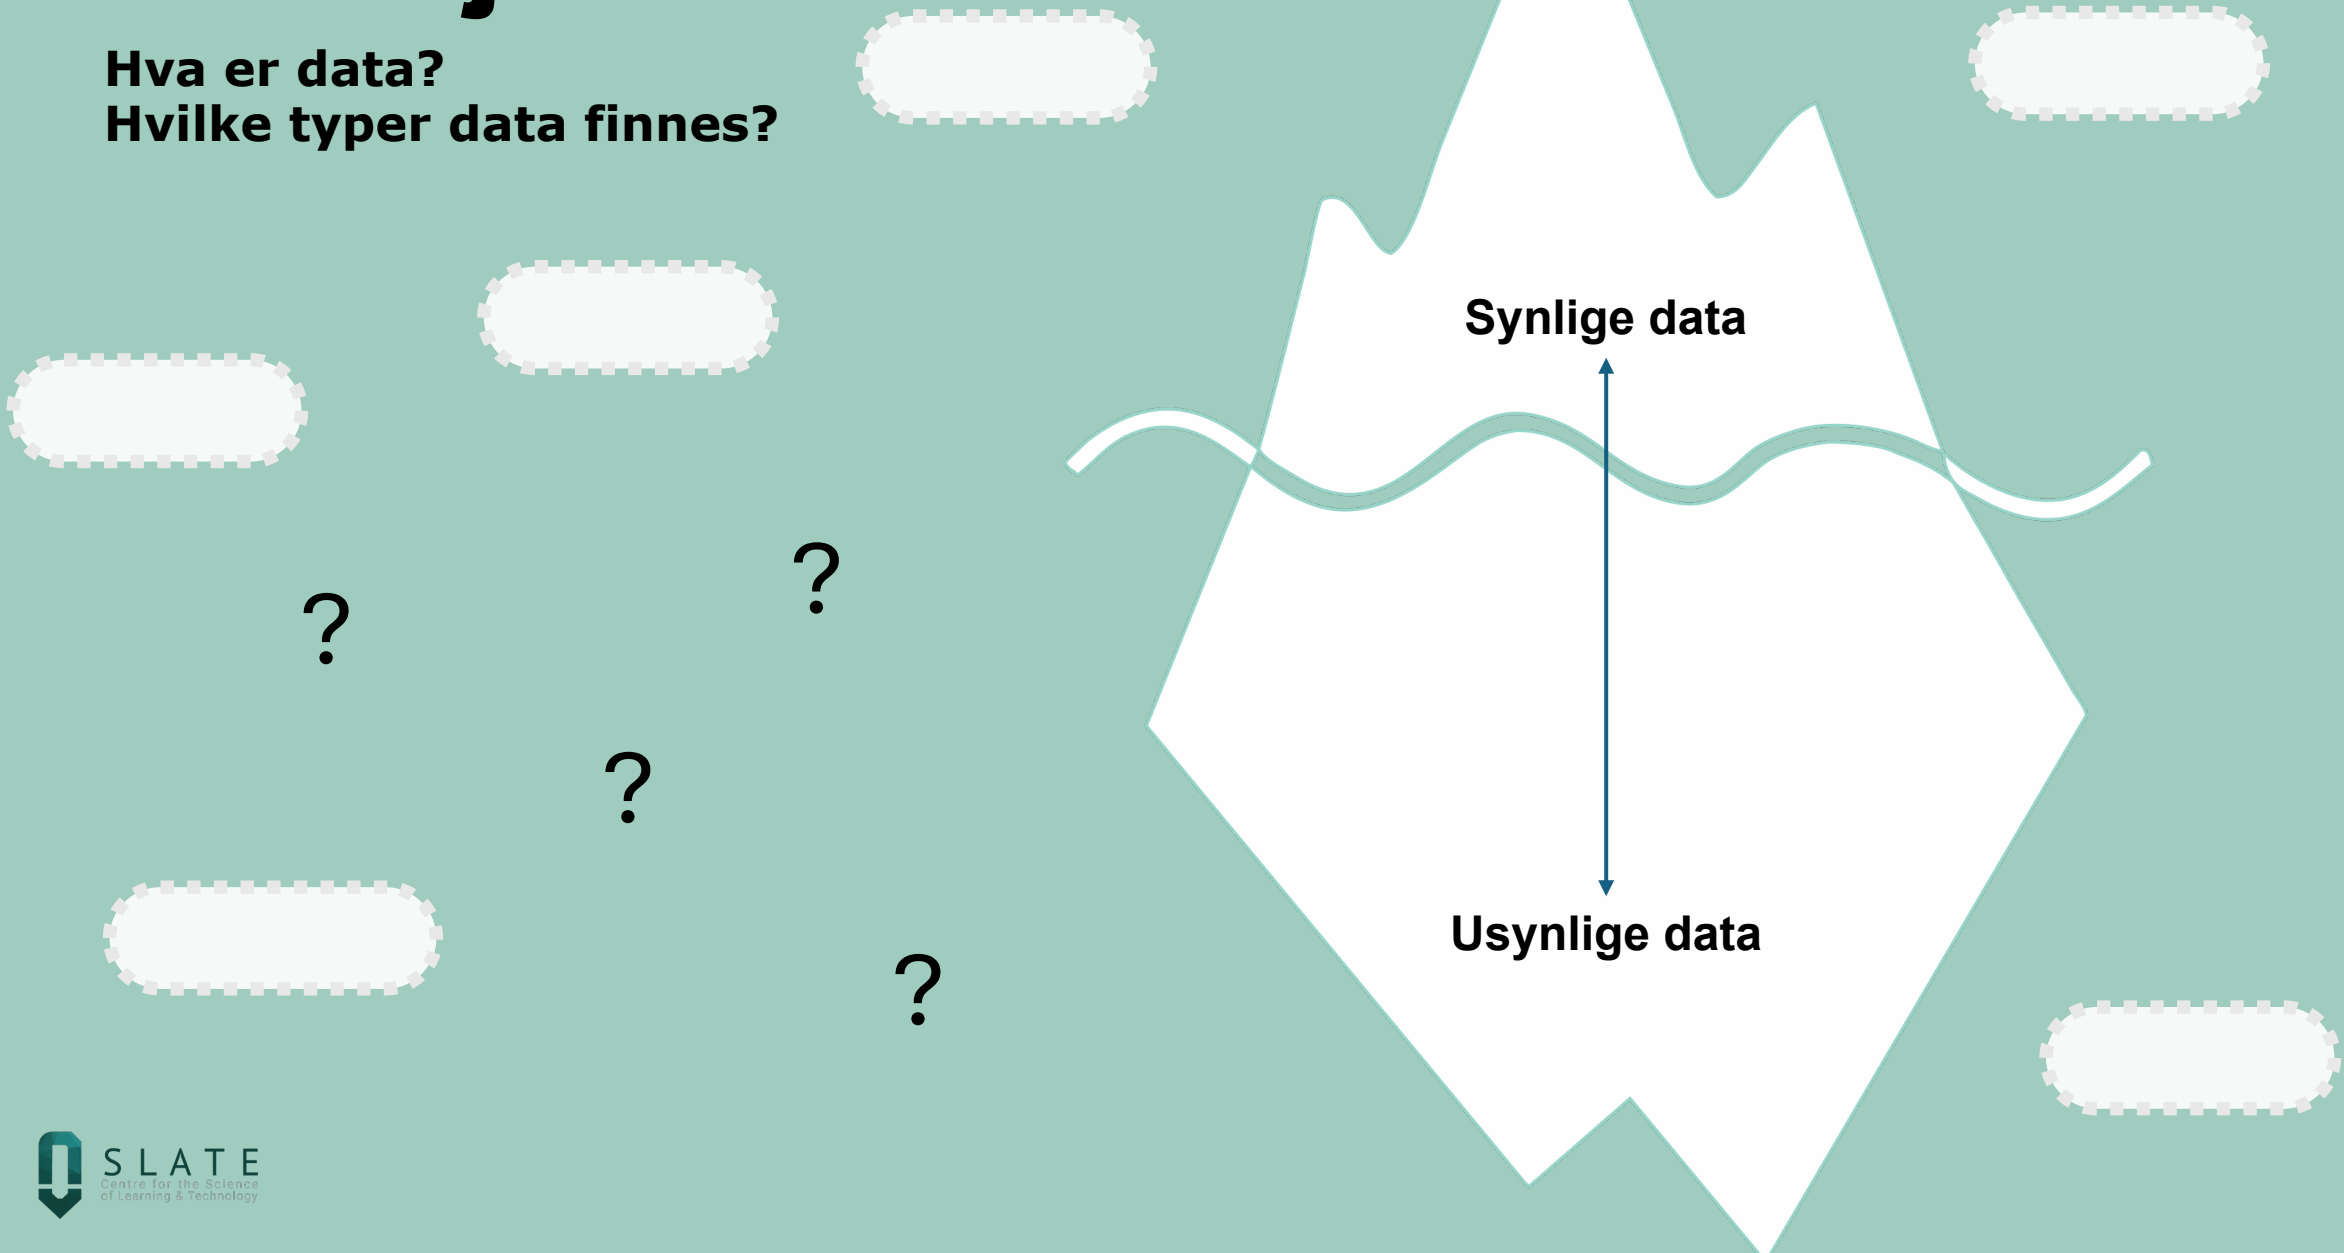 Hva er data?
Hvilke typer data finnes?
Synlige data
?
?
?
Usynlige data
?
SLATE
Centre for the Science
of Learning & Technology